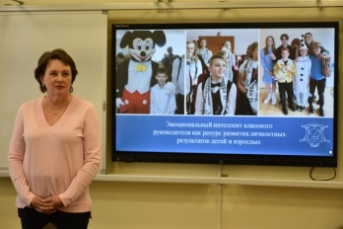 Эмоциональный интеллект классного
руководителя как ресурс развития личностных
результатов детей и взрослых